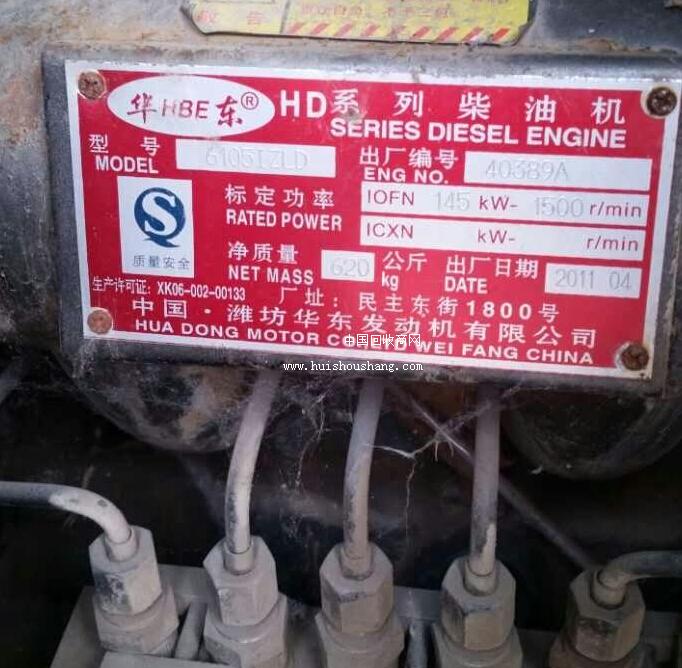 敬告
华HBE东® HD系列柴油机
SERIES DIESEL ENGINE
型号 6105IZLD 出厂编号 40389A
MODEL ENG NO.
标定功率 IOFN 145 kW- 1500 r/min
RATED POWER ICXN kW- r/min
S
质量安全
净质量 620 公斤 出厂日期 2011 04
NET MASS kg DATE
生产许可证: XK06-002-00133 厂址: 民主东街1800号
中国·潍坊华东发动机有限公司
HUA DONG MOTOR CO LTD WEI FANG CHINA
中国回收商网
www.huishoushang.com